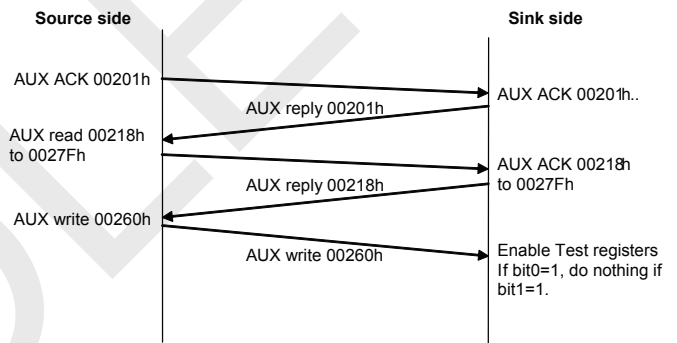 Source side
Sink side
AUX ACK 00201h
AUX ACK 00201h..
AUX reply 00201h
AUX read 00218h
to 0027Fh
AUX ACK 00218h
to 0027Fh
AUX reply 00218h
AUX write 00260h
AUX write 00260h
Enable Test registers
If bit0=1, do nothing if
bit1=1.